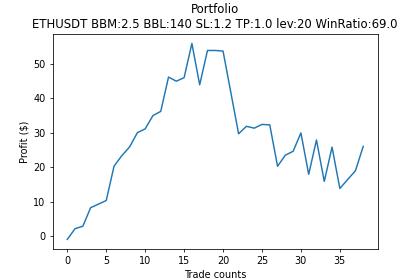 Portfolio
ETHUSDT BBM:2.5 BBL:140 SL:1.2 TP:1.0 lev:20 WinRatio:69.0
50
40
30
20
10
0
Profit ($)
0 5 10 15 20 25 30 35
Trade counts